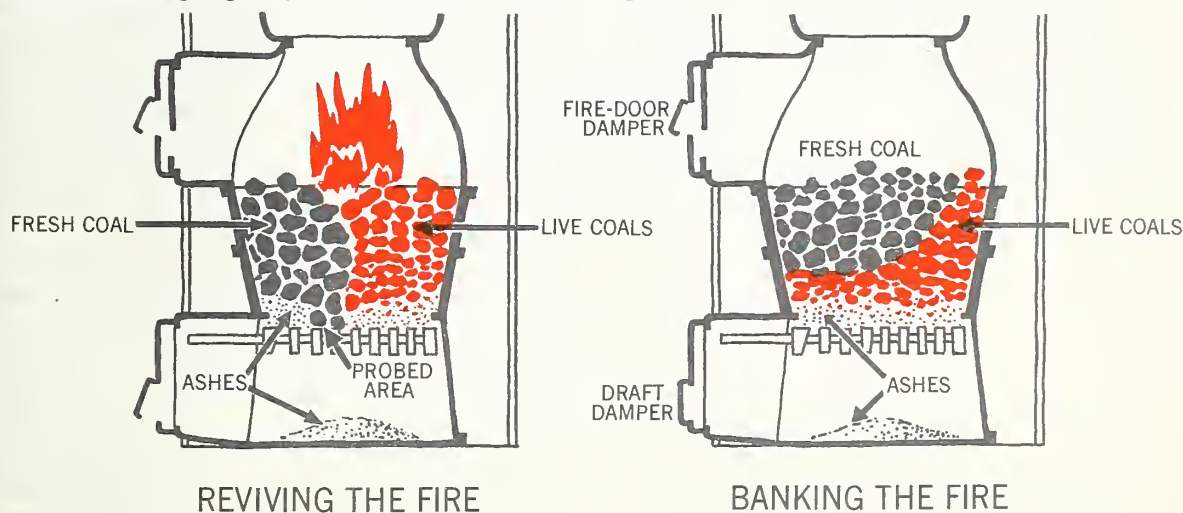 FRESH COAL
LIVE COALS
ASHES
PROBED
AREA
REVIVING THE FIRE
FIRE-DOOR
DAMPER
FRESH COAL
LIVE COALS
DRAFT
DAMPER
ASHES
BANKING THE FIRE